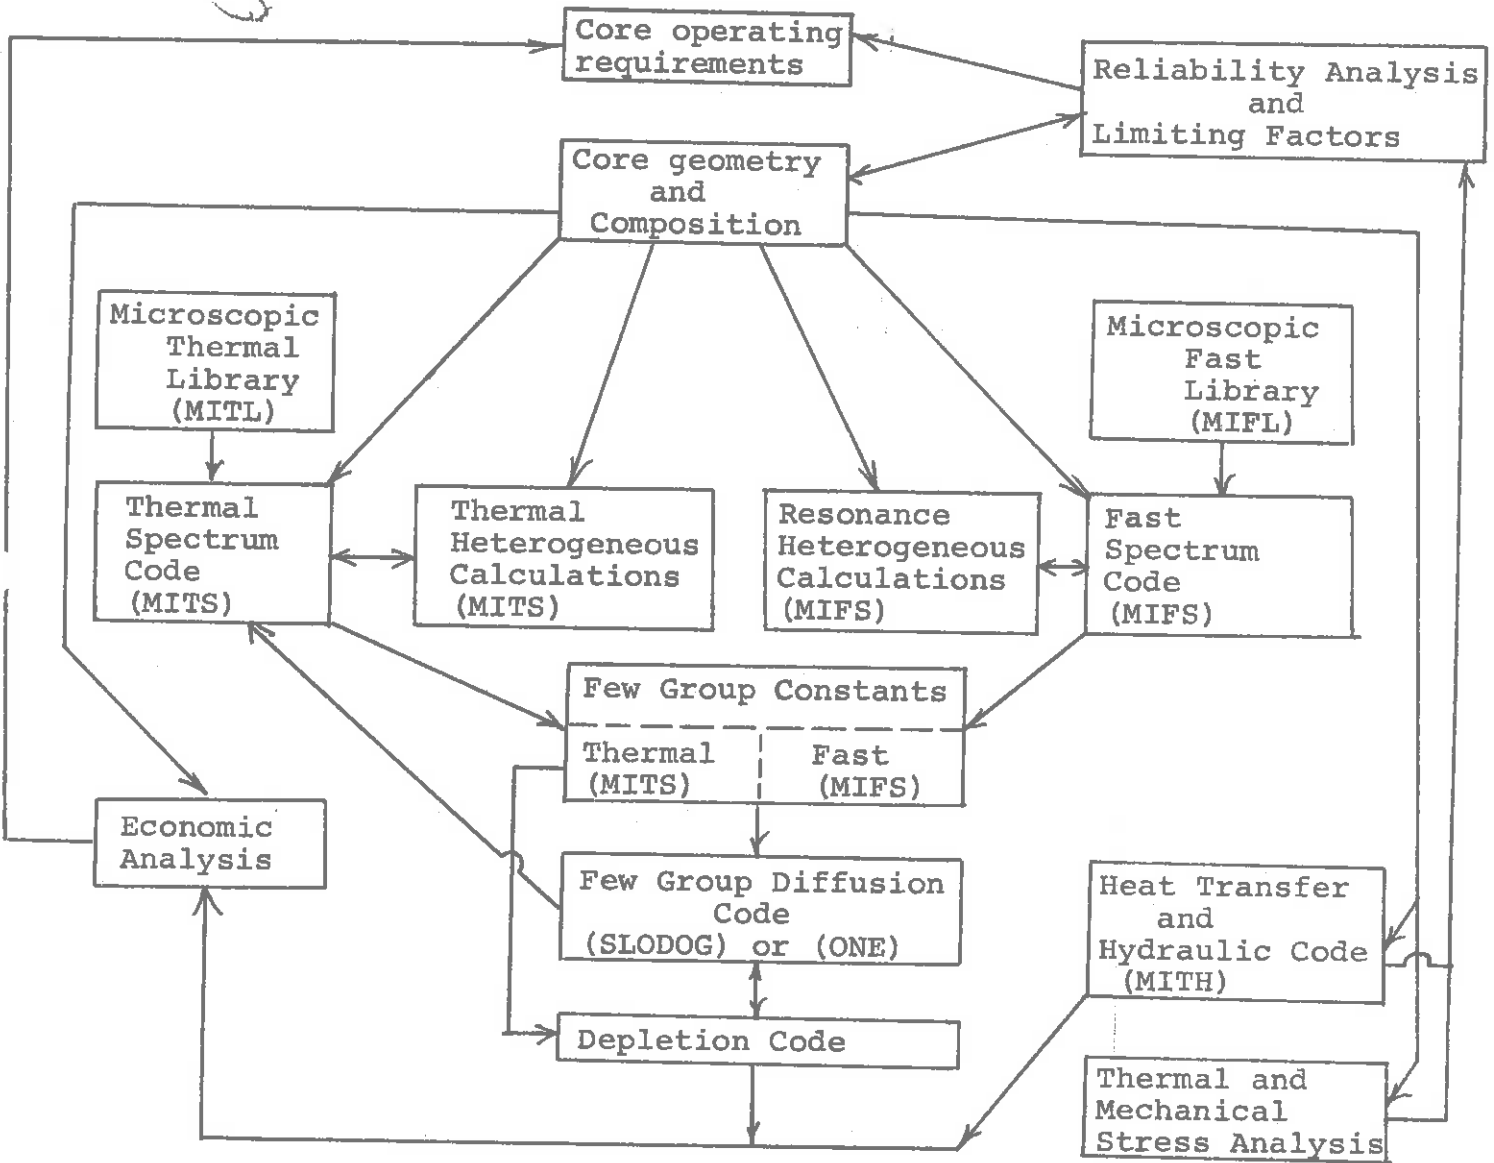 Core operating
requirements
Reliability Analysis
and
Limiting Factors
Core geometry
and
Composition
Microscopic
Thermal
Library
(MITL)
Microscopic
Fast
Library
(MIFL)
Thermal
Spectrum
Code
(MITS)
Thermal
Heterogeneous
Calculations
(MITS)
Resonance
Heterogeneous
Calculations
(MIFS)
Fast
Spectrum
Code
(MIFS)
Few Group Constants
Thermal
(MITS)
Fast
(MIFS)
Economic
Analysis
Few Group Diffusion
Code
(SLODOG) or (ONE)
Heat Transfer
and
Hydraulic Code
(MITH)
Depletion Code
Thermal and
Mechanical
Stress Analysis